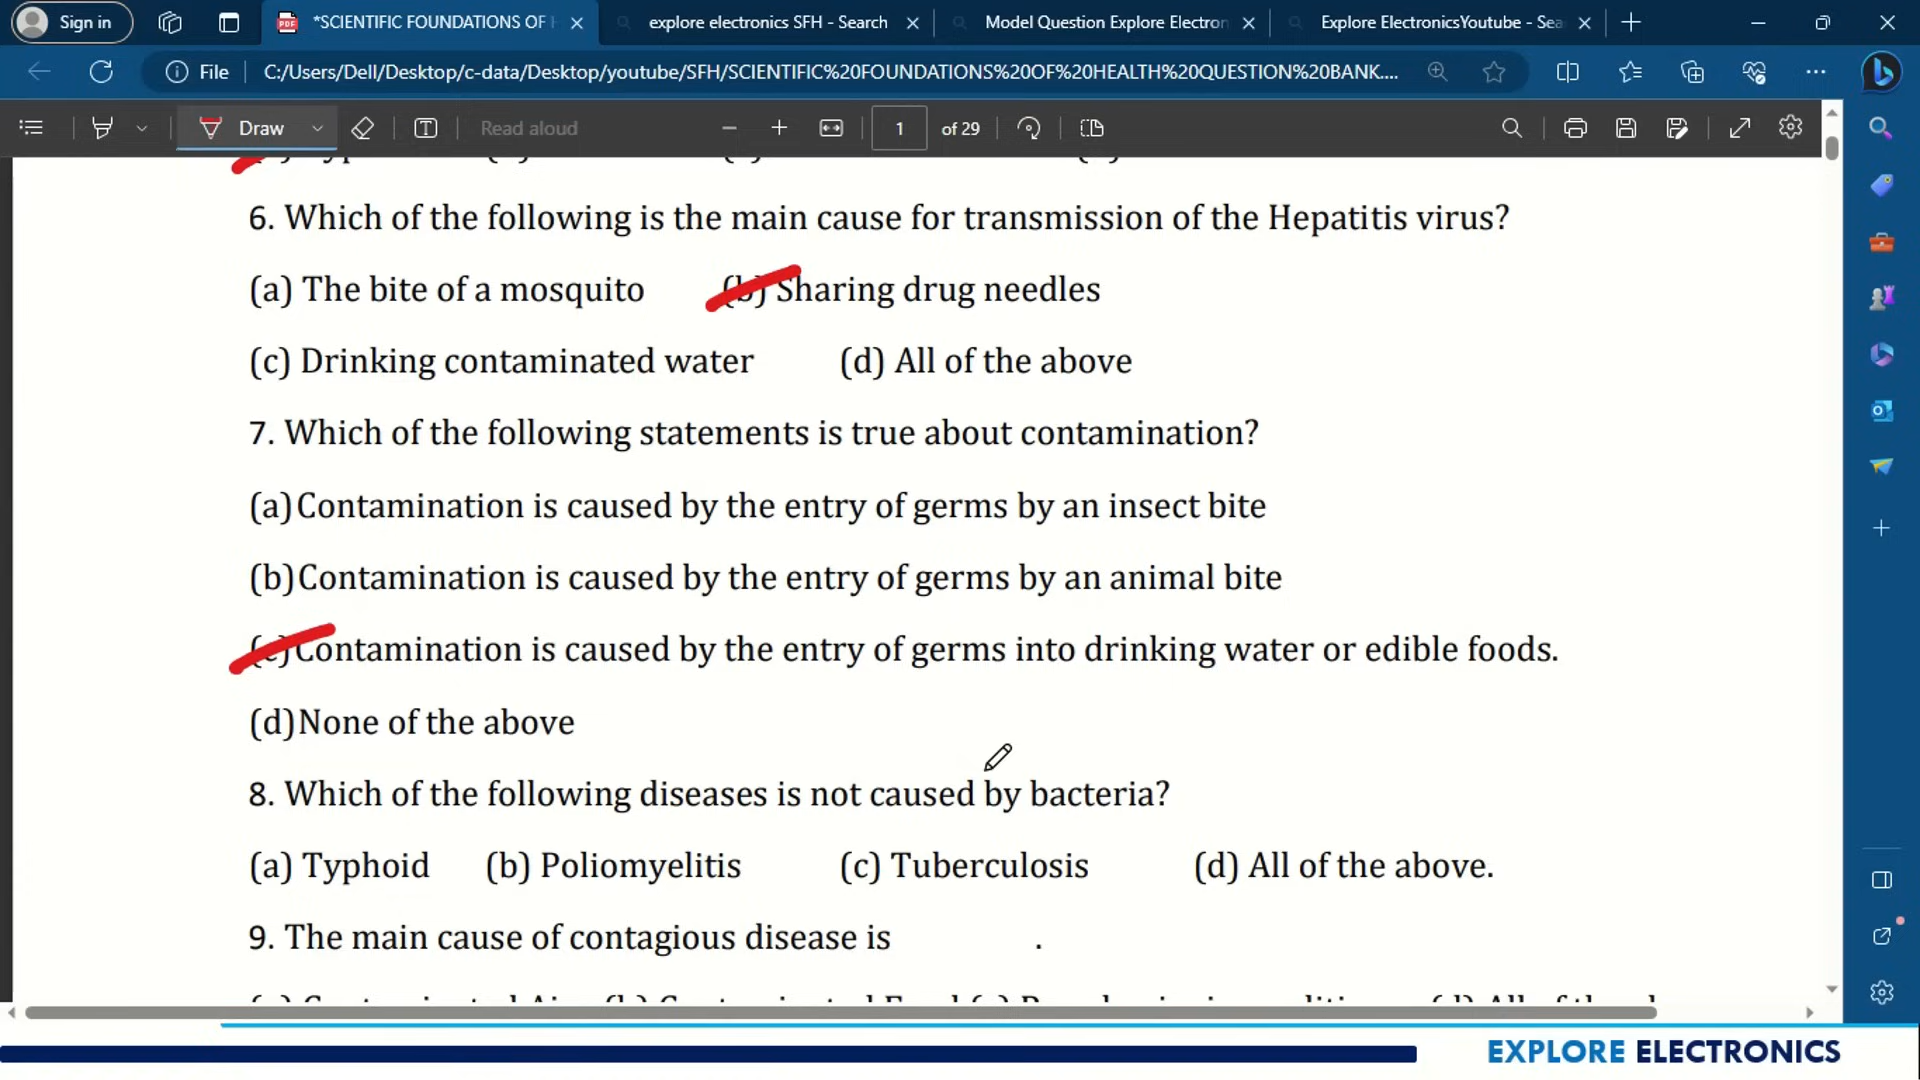 Sign in
*SCIENTIFIC FOUNDATIONS OF H
explore electronics SFH - Search
Model Question Explore Electron
Explore ElectronicsYoutube - Sea
File
C:/Users/Dell/Desktop/c-data/Desktop/youtube/SFH/SCIENTIFIC%20FOUNDATIONS%20OF%20HEALTH%20QUESTION%20BANK....
Draw
Read aloud
1 of 29
6. Which of the following is the main cause for transmission of the Hepatitis virus?
(a) The bite of a mosquito (b) Sharing drug needles
(c) Drinking contaminated water (d) All of the above
7. Which of the following statements is true about contamination?
(a)Contamination is caused by the entry of germs by an insect bite
(b)Contamination is caused by the entry of germs by an animal bite
(c)Contamination is caused by the entry of germs into drinking water or edible foods.
(d)None of the above
8. Which of the following diseases is not caused by bacteria?
(a) Typhoid (b) Poliomyelitis (c) Tuberculosis (d) All of the above.
9. The main cause of contagious disease is .
EXPLORE ELECTRONICS